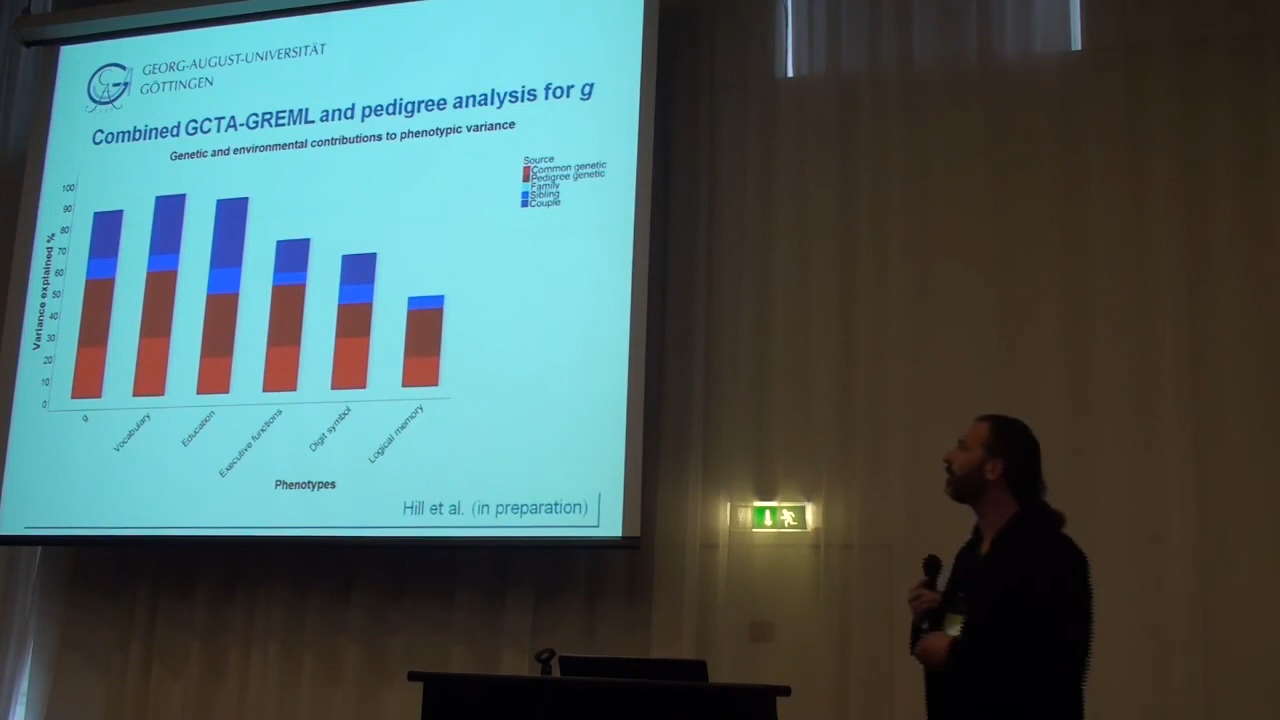 GEORG-AUGUST-UNIVERSITÄT
GÖTTINGEN
Combined GCTA-GREML and pedigree analysis for g
Genetic and environmental contributions to phenotypic variance
Source
Common genetic
Pedigree genetic
Family
Sibling
Couple
Variance explained %
100
90
80
70
60
50
40
30
20
10
0
g
Vocabulary
Education
Executive functions
Digit symbol
Logical memory
Phenotypes
Hill et al. (in preparation)